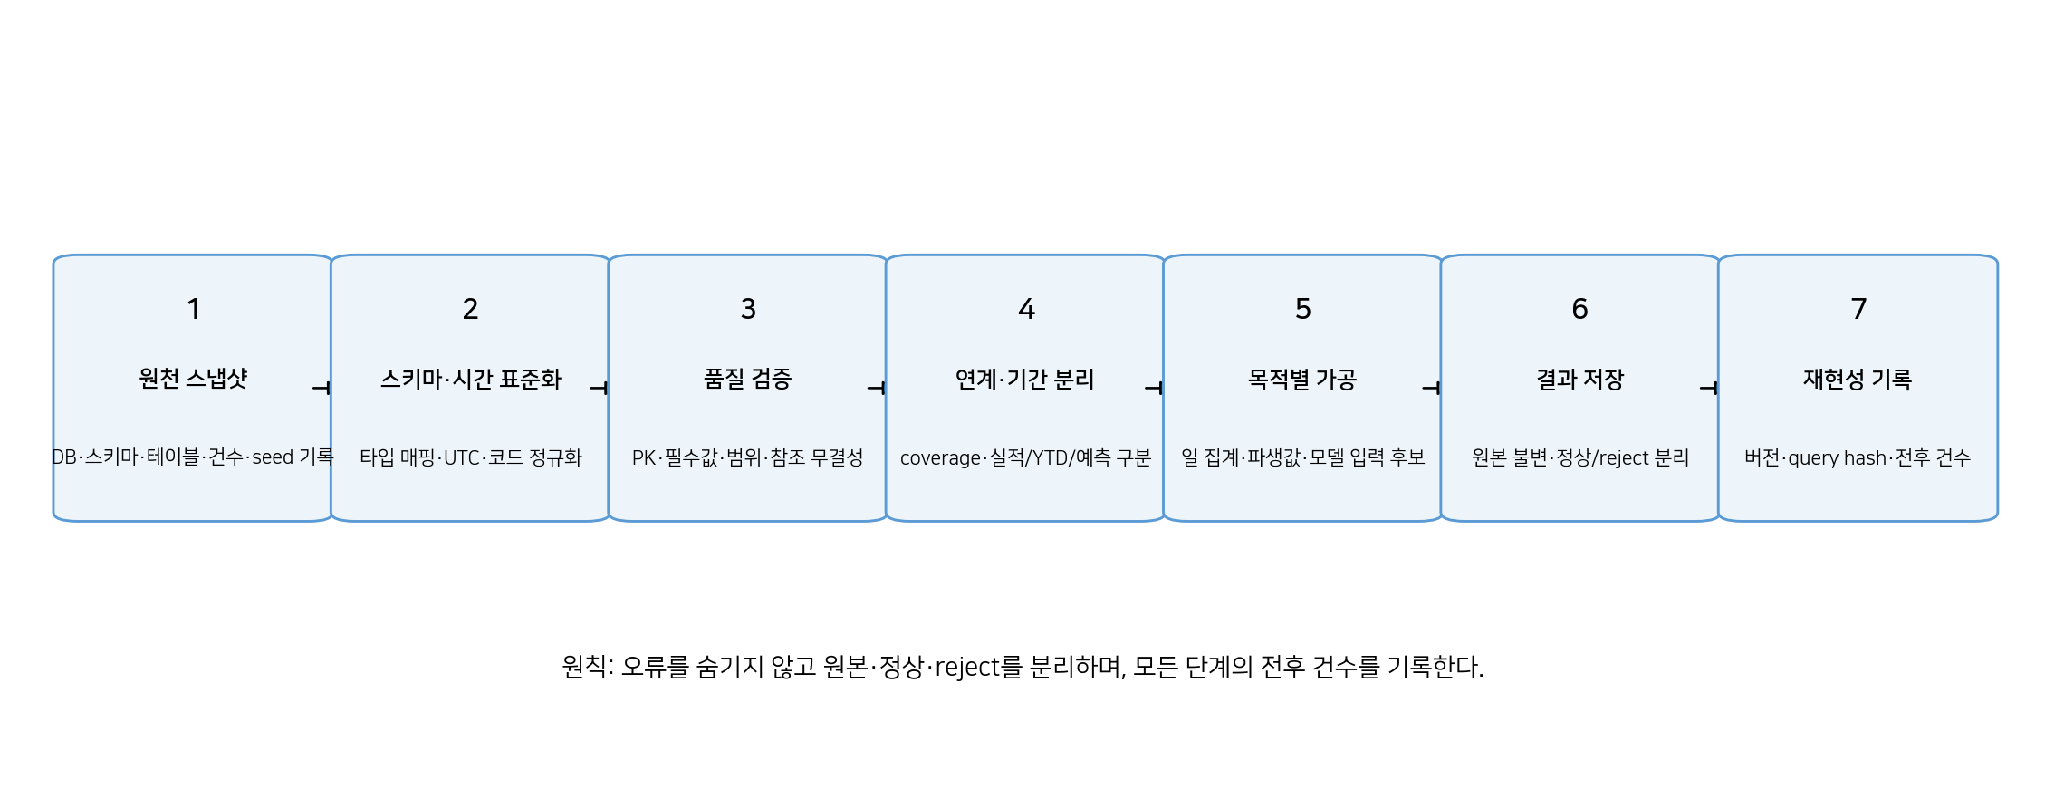 1
원천 스냅샷
DB·스키마·테이블·건수·seed 기록
2
스키마·시간 표준화
타입 매핑·UTC·코드 정규화
3
품질 검증
PK·필수값·범위·참조 무결성
4
연계·기간 분리
coverage·실적/YTD/예측 구분
5
목적별 가공
일 집계·파생값·모델 입력 후보
6
결과 저장
원본 불변·정상/reject 분리
7
재현성 기록
버전·query hash·전후 건수
원칙: 오류를 숨기지 않고 원본·정상·reject를 분리하며, 모든 단계의 전후 건수를 기록한다.